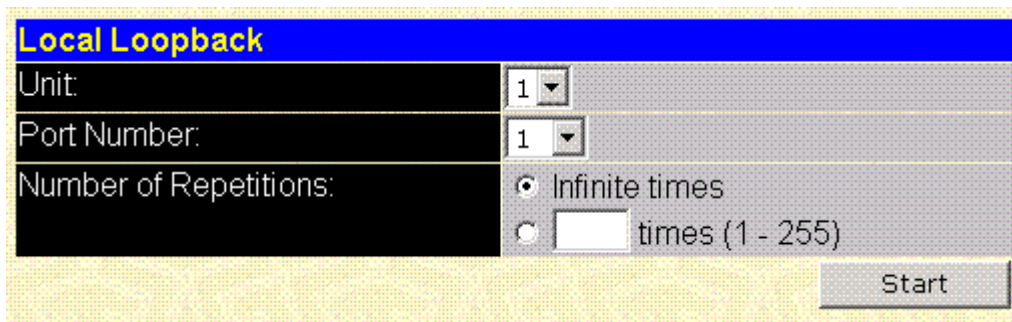 Local Loopback
Unit: 1
Port Number: 1
Number of Repetitions: Infinite times
times (1 - 255)
Start